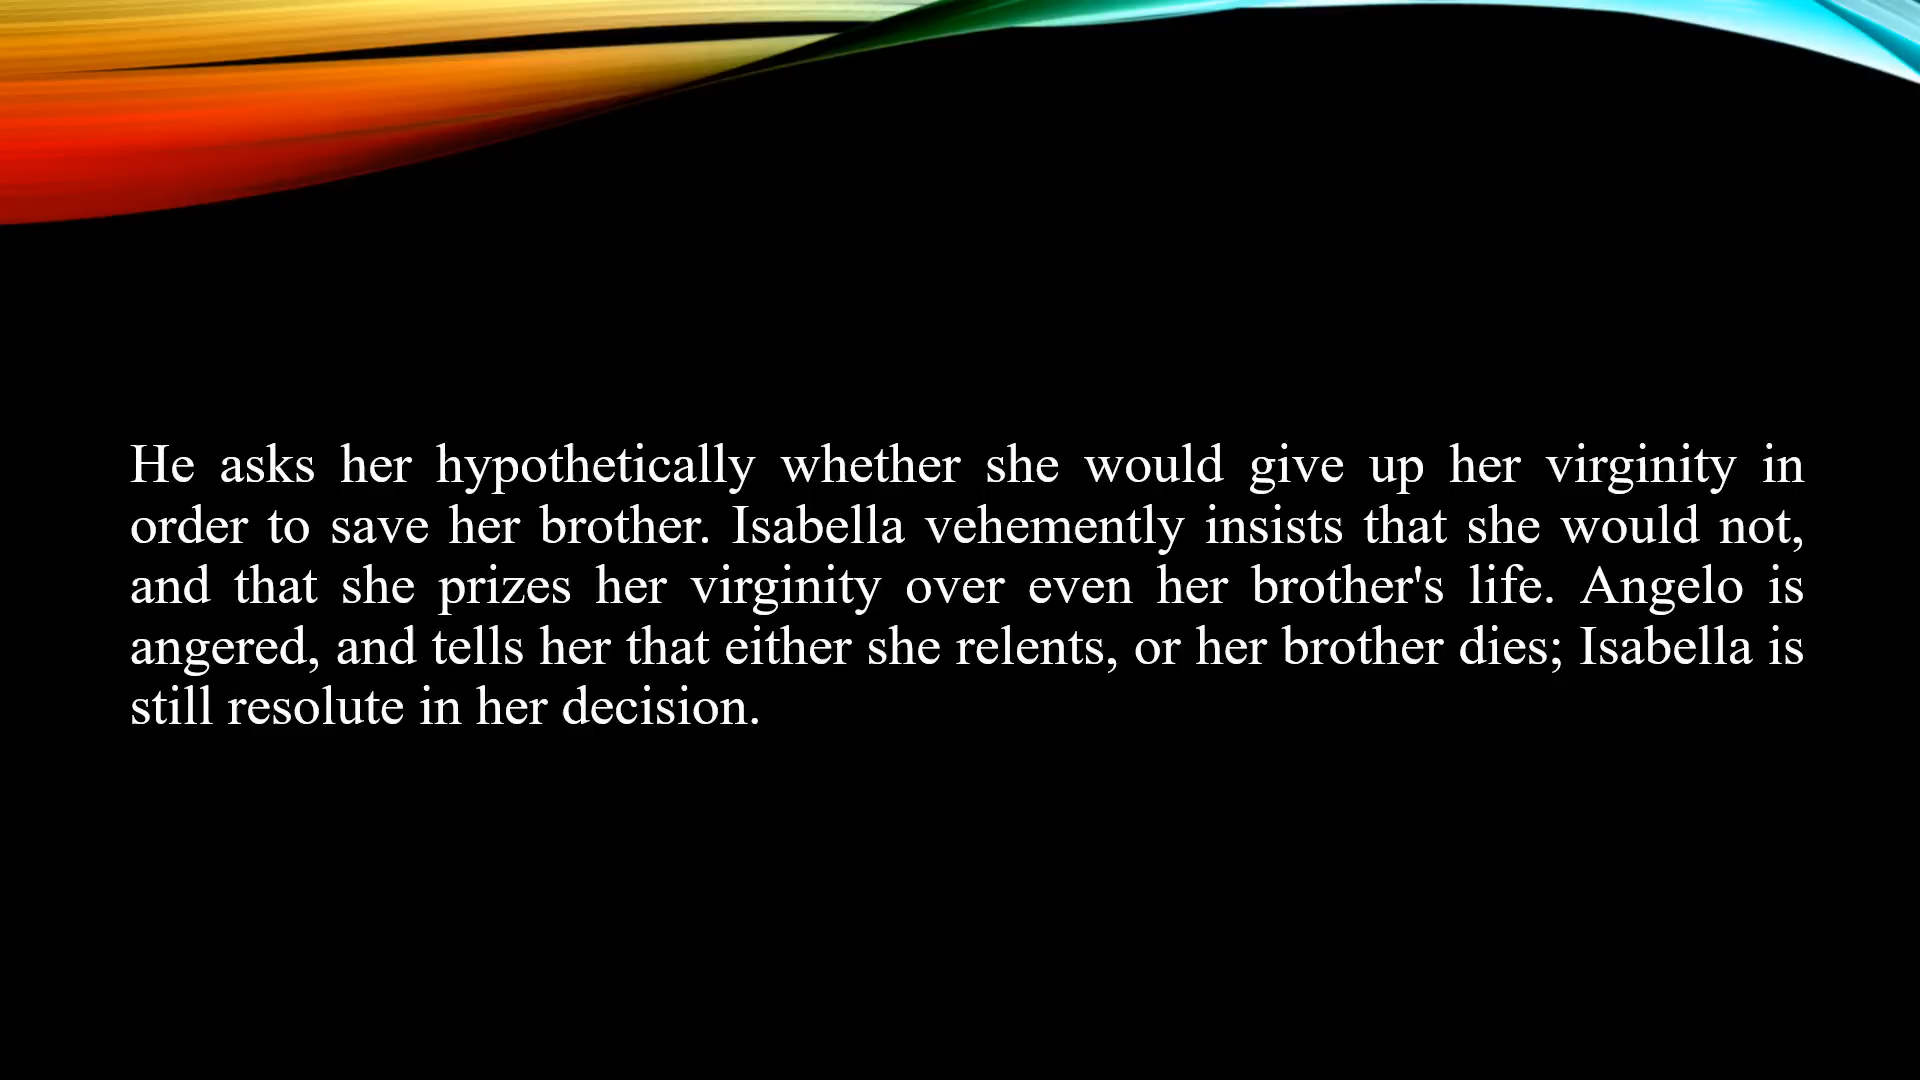 He asks her hypothetically whether she would give up her virginity in
order to save her brother. Isabella vehemently insists that she would not,
and that she prizes her virginity over even her brother's life. Angelo is
angered, and tells her that either she relents, or her brother dies; Isabella is
still resolute in her decision.